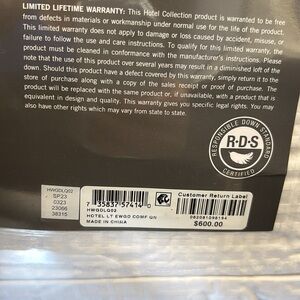 LIMITED LIFETIME WARRANTY: This Hotel Collection product is warranted to be free
from defects in materials or workmanship under normal use for the life of the product.
This limited warranty does not apply to damage or loss caused by accident, misuse, or
failure to follow the use and care instructions. To qualify for this limited warranty, the
product must be cleaned in conformance with the manufacturer's instructions. Please
note that the use of this product over several years may result in a diminished loft of the
down. Should this product have a defect covered by this warranty, simply return it to the
store of purchase along with a copy of the sales receipt or proof of purchase. The
product will be replaced with the same product or, if unavailable, with a product that is
equivalent in design and quality. This warranty gives you specific legal rights. You may
also have other rights which may vary from state to state.
RESPONSIBLE DOWN STANDARD
R·D·S
CERTIFIED
HWGDLQ02
SP23
0323
23066
38315
7 35837 57414 0
HWGDLQ02
HOTEL LT EWGD COMF QN
MADE IN CHINA
Customer Return Label
$600.00